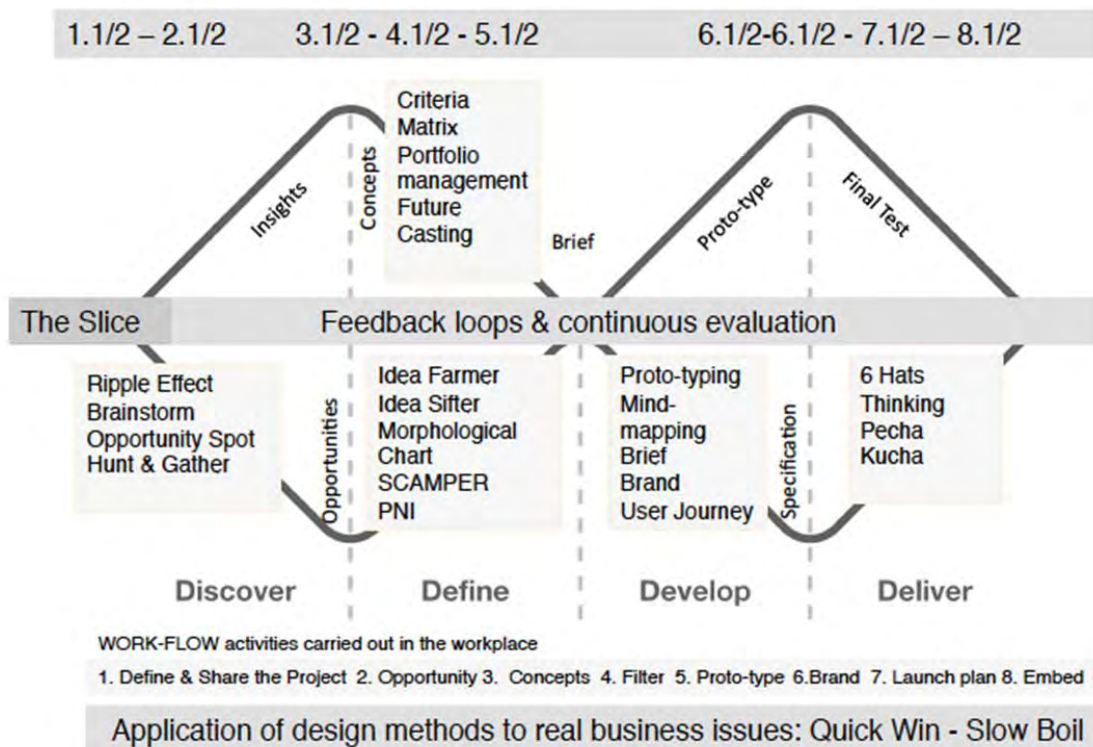 1.1/2 – 2.1/2 3.1/2 - 4.1/2 - 5.1/2 6.1/2-6.1/2 - 7.1/2 – 8.1/2
Insights
Concepts
Criteria
Matrix
Portfolio
management
Future
Casting
Brief
Proto-type
Final Test
The Slice
Feedback loops & continuous evaluation
Ripple Effect
Brainstorm
Opportunity Spot
Hunt & Gather
Opportunities
Idea Farmer
Idea Sifter
Morphological
Chart
SCAMPER
PNI
Proto-typing
Mind-
mapping
Brief
Brand
User Journey
Specification
6 Hats
Thinking
Pecha
Kucha
Discover Define Develop Deliver
WORK-FLOW activities carried out in the workplace
1. Define & Share the Project 2. Opportunity 3. Concepts 4. Filter 5. Proto-type 6.Brand 7. Launch plan 8. Embed
Application of design methods to real business issues: Quick Win - Slow Boil